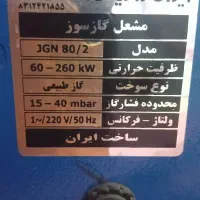 ۸۳۱۲۴۲۱۸۵۵
مشعل گازسوز
مدل JGN 80/2
ظرفیت حرارتی 60 – 260 kW
نوع سوخت گاز طبیعی
محدوده فشارگاز 15 – 40 mbar
ولتاژ - فرکانس 1~/220 V/50 Hz
ساخت ایران